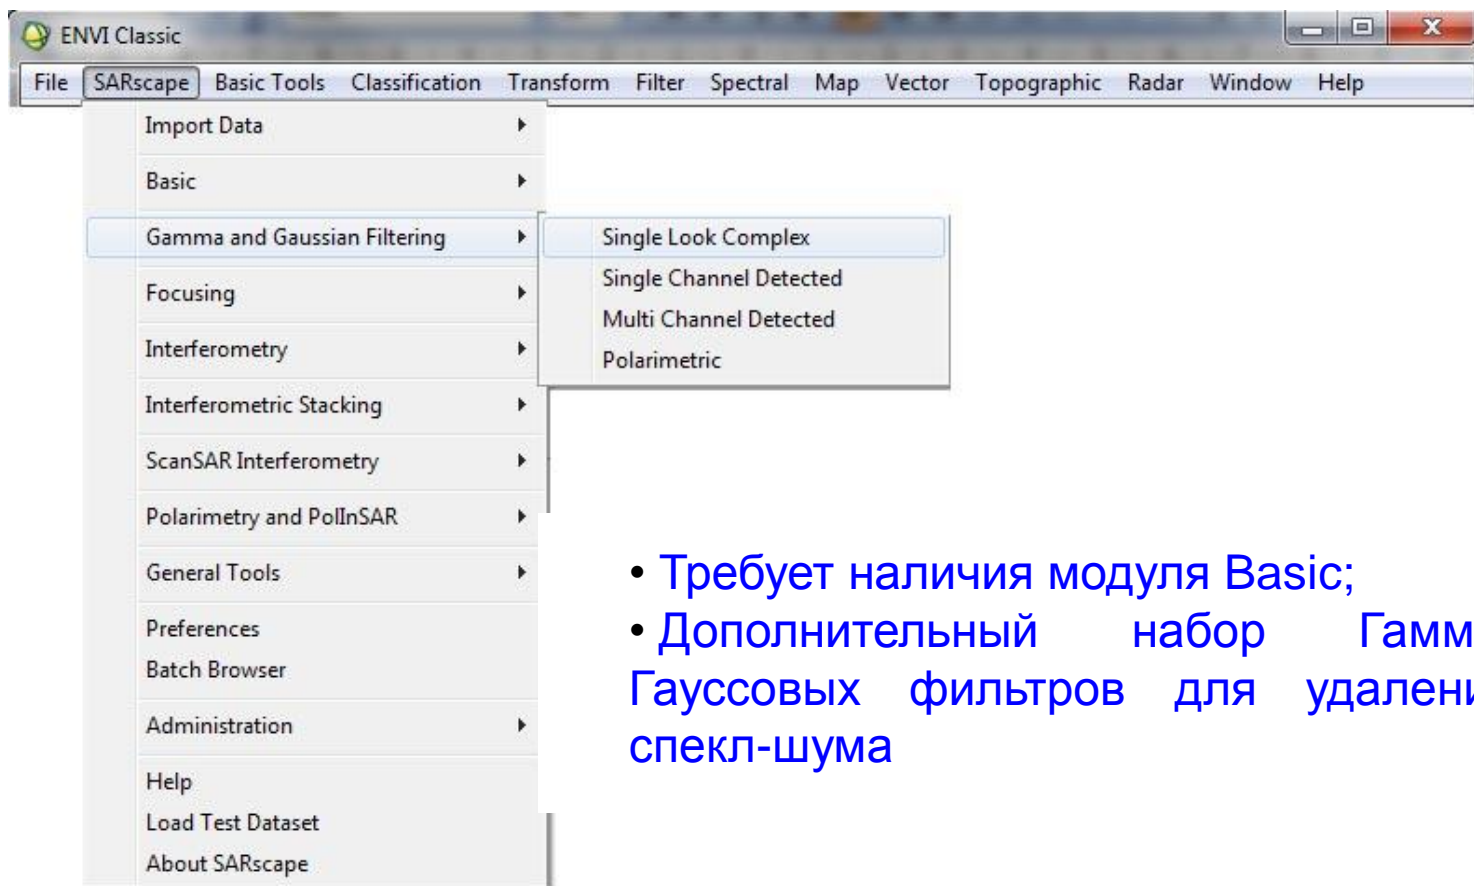 ENVI Classic
File SARscape Basic Tools Classification Transform Filter Spectral Map Vector Topographic Radar Window Help
Import Data
Basic
Gamma and Gaussian Filtering
Single Look Complex
Single Channel Detected
Multi Channel Detected
Polarimetric
Focusing
Interferometry
Interferometric Stacking
ScanSAR Interferometry
Polarimetry and PolInSAR
General Tools
Preferences
Batch Browser
Administration
Help
Load Test Dataset
About SARscape
• Требует наличия модуля Basic;
• Дополнительный набор Гамм
Гауссовых фильтров для удалени
спекл-шума